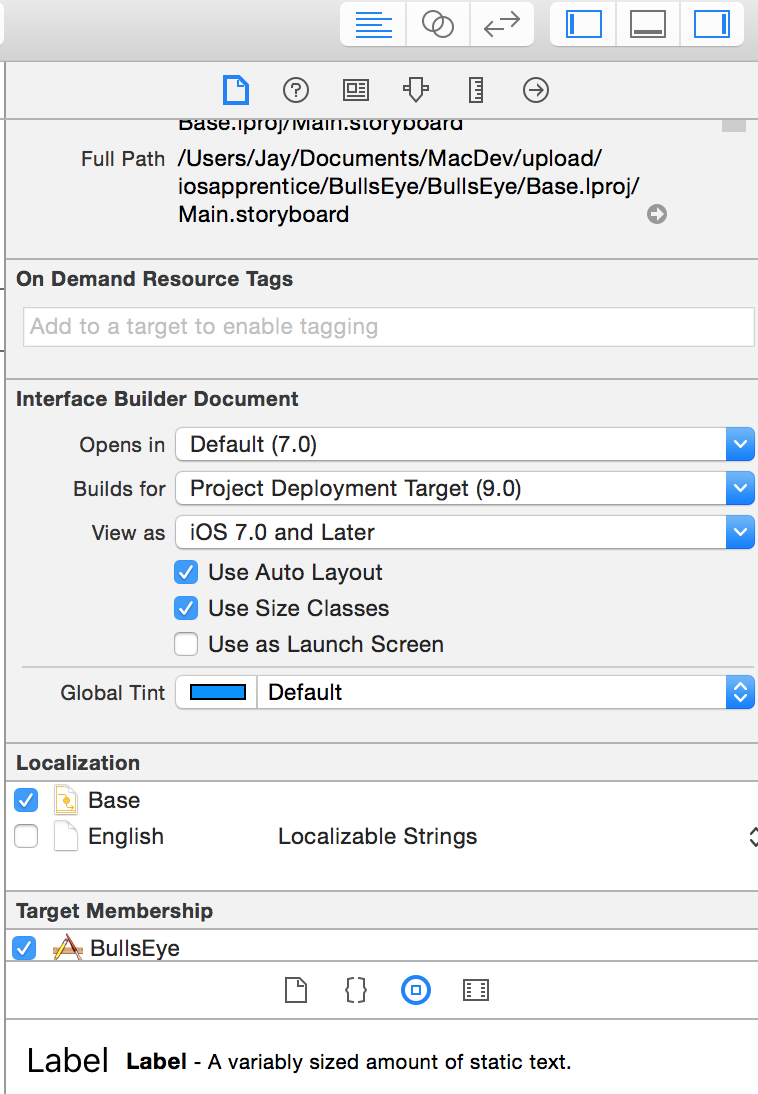 Base.lproj/Main.storyboard
Full Path /Users/Jay/Documents/MacDev/upload/
iosapprentice/BullsEye/BullsEye/Base.lproj/
Main.storyboard
On Demand Resource Tags
Add to a target to enable tagging
Interface Builder Document
Opens in Default (7.0)
Builds for Project Deployment Target (9.0)
View as iOS 7.0 and Later
Use Auto Layout
Use Size Classes
Use as Launch Screen
Global Tint Default
Localization
Base
English Localizable Strings
Target Membership
BullsEye
Label Label - A variably sized amount of static text.